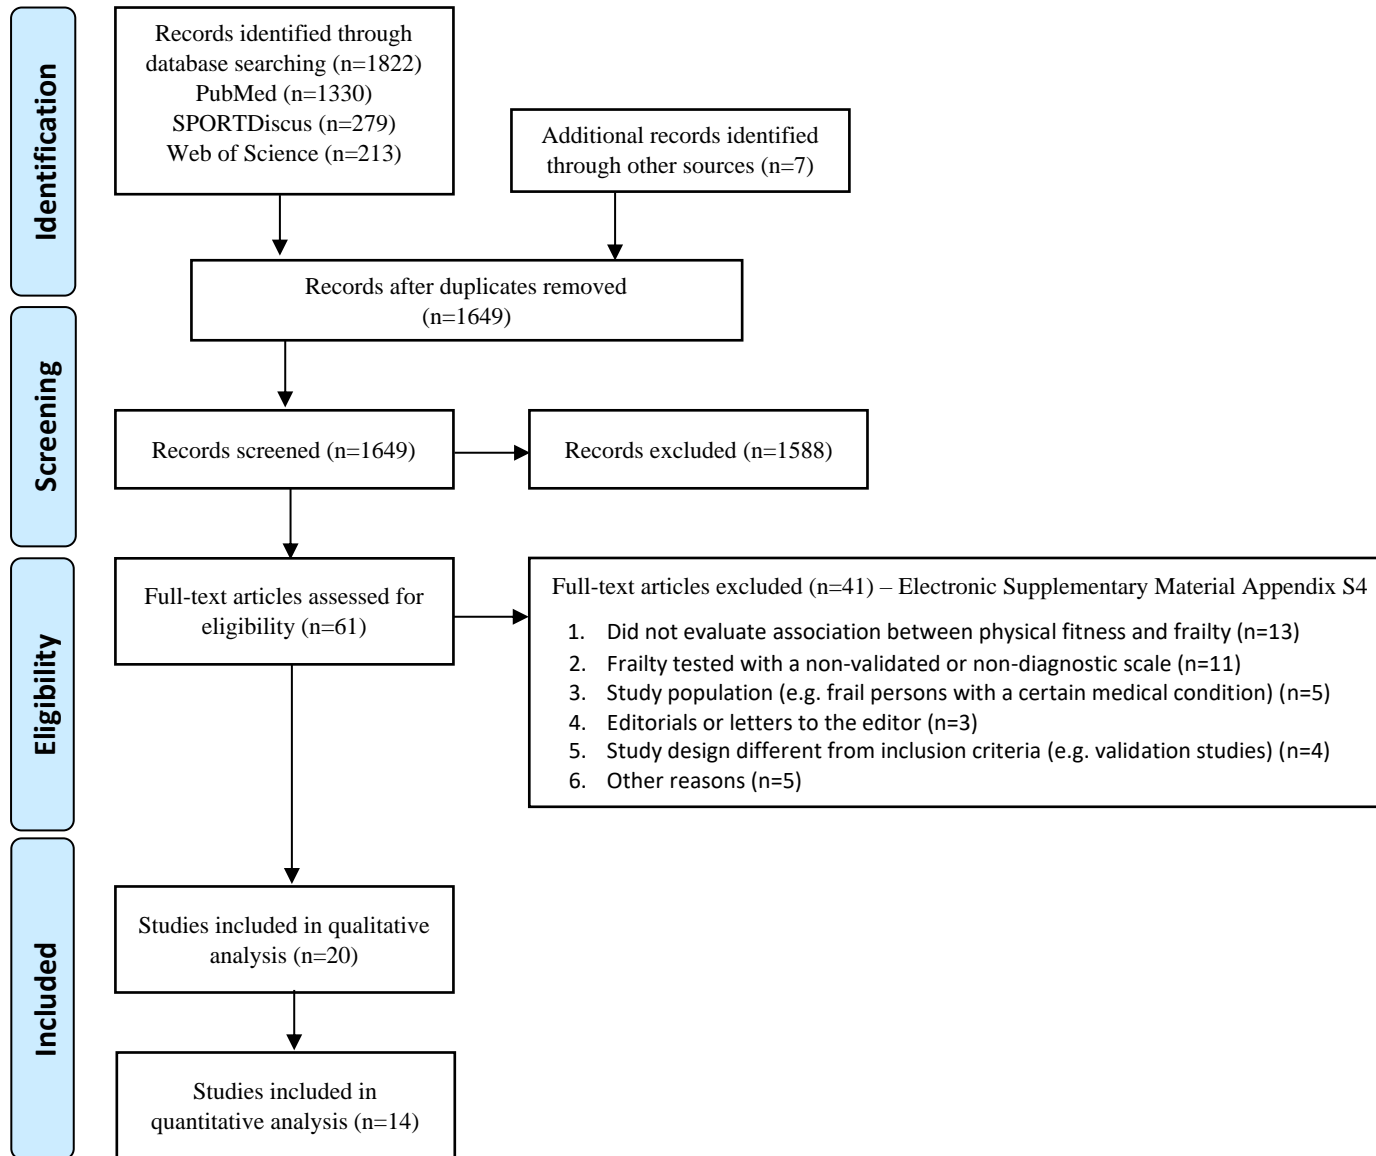 Identification
Records identified through
database searching (n=1822)
PubMed (n=1330)
SPORTDiscus (n=279)
Web of Science (n=213)
Additional records identified
through other sources (n=7)
Records after duplicates removed
(n=1649)
Screening
Records screened (n=1649)
Records excluded (n=1588)
Eligibility
Full-text articles assessed for
eligibility (n=61)
Full-text articles excluded (n=41) – Electronic Supplementary Material Appendix S4
1. Did not evaluate association between physical fitness and frailty (n=13)
2. Frailty tested with a non-validated or non-diagnostic scale (n=11)
3. Study population (e.g. frail persons with a certain medical condition) (n=5)
4. Editorials or letters to the editor (n=3)
5. Study design different from inclusion criteria (e.g. validation studies) (n=4)
6. Other reasons (n=5)
Included
Studies included in qualitative
analysis (n=20)
Studies included in
quantitative analysis (n=14)